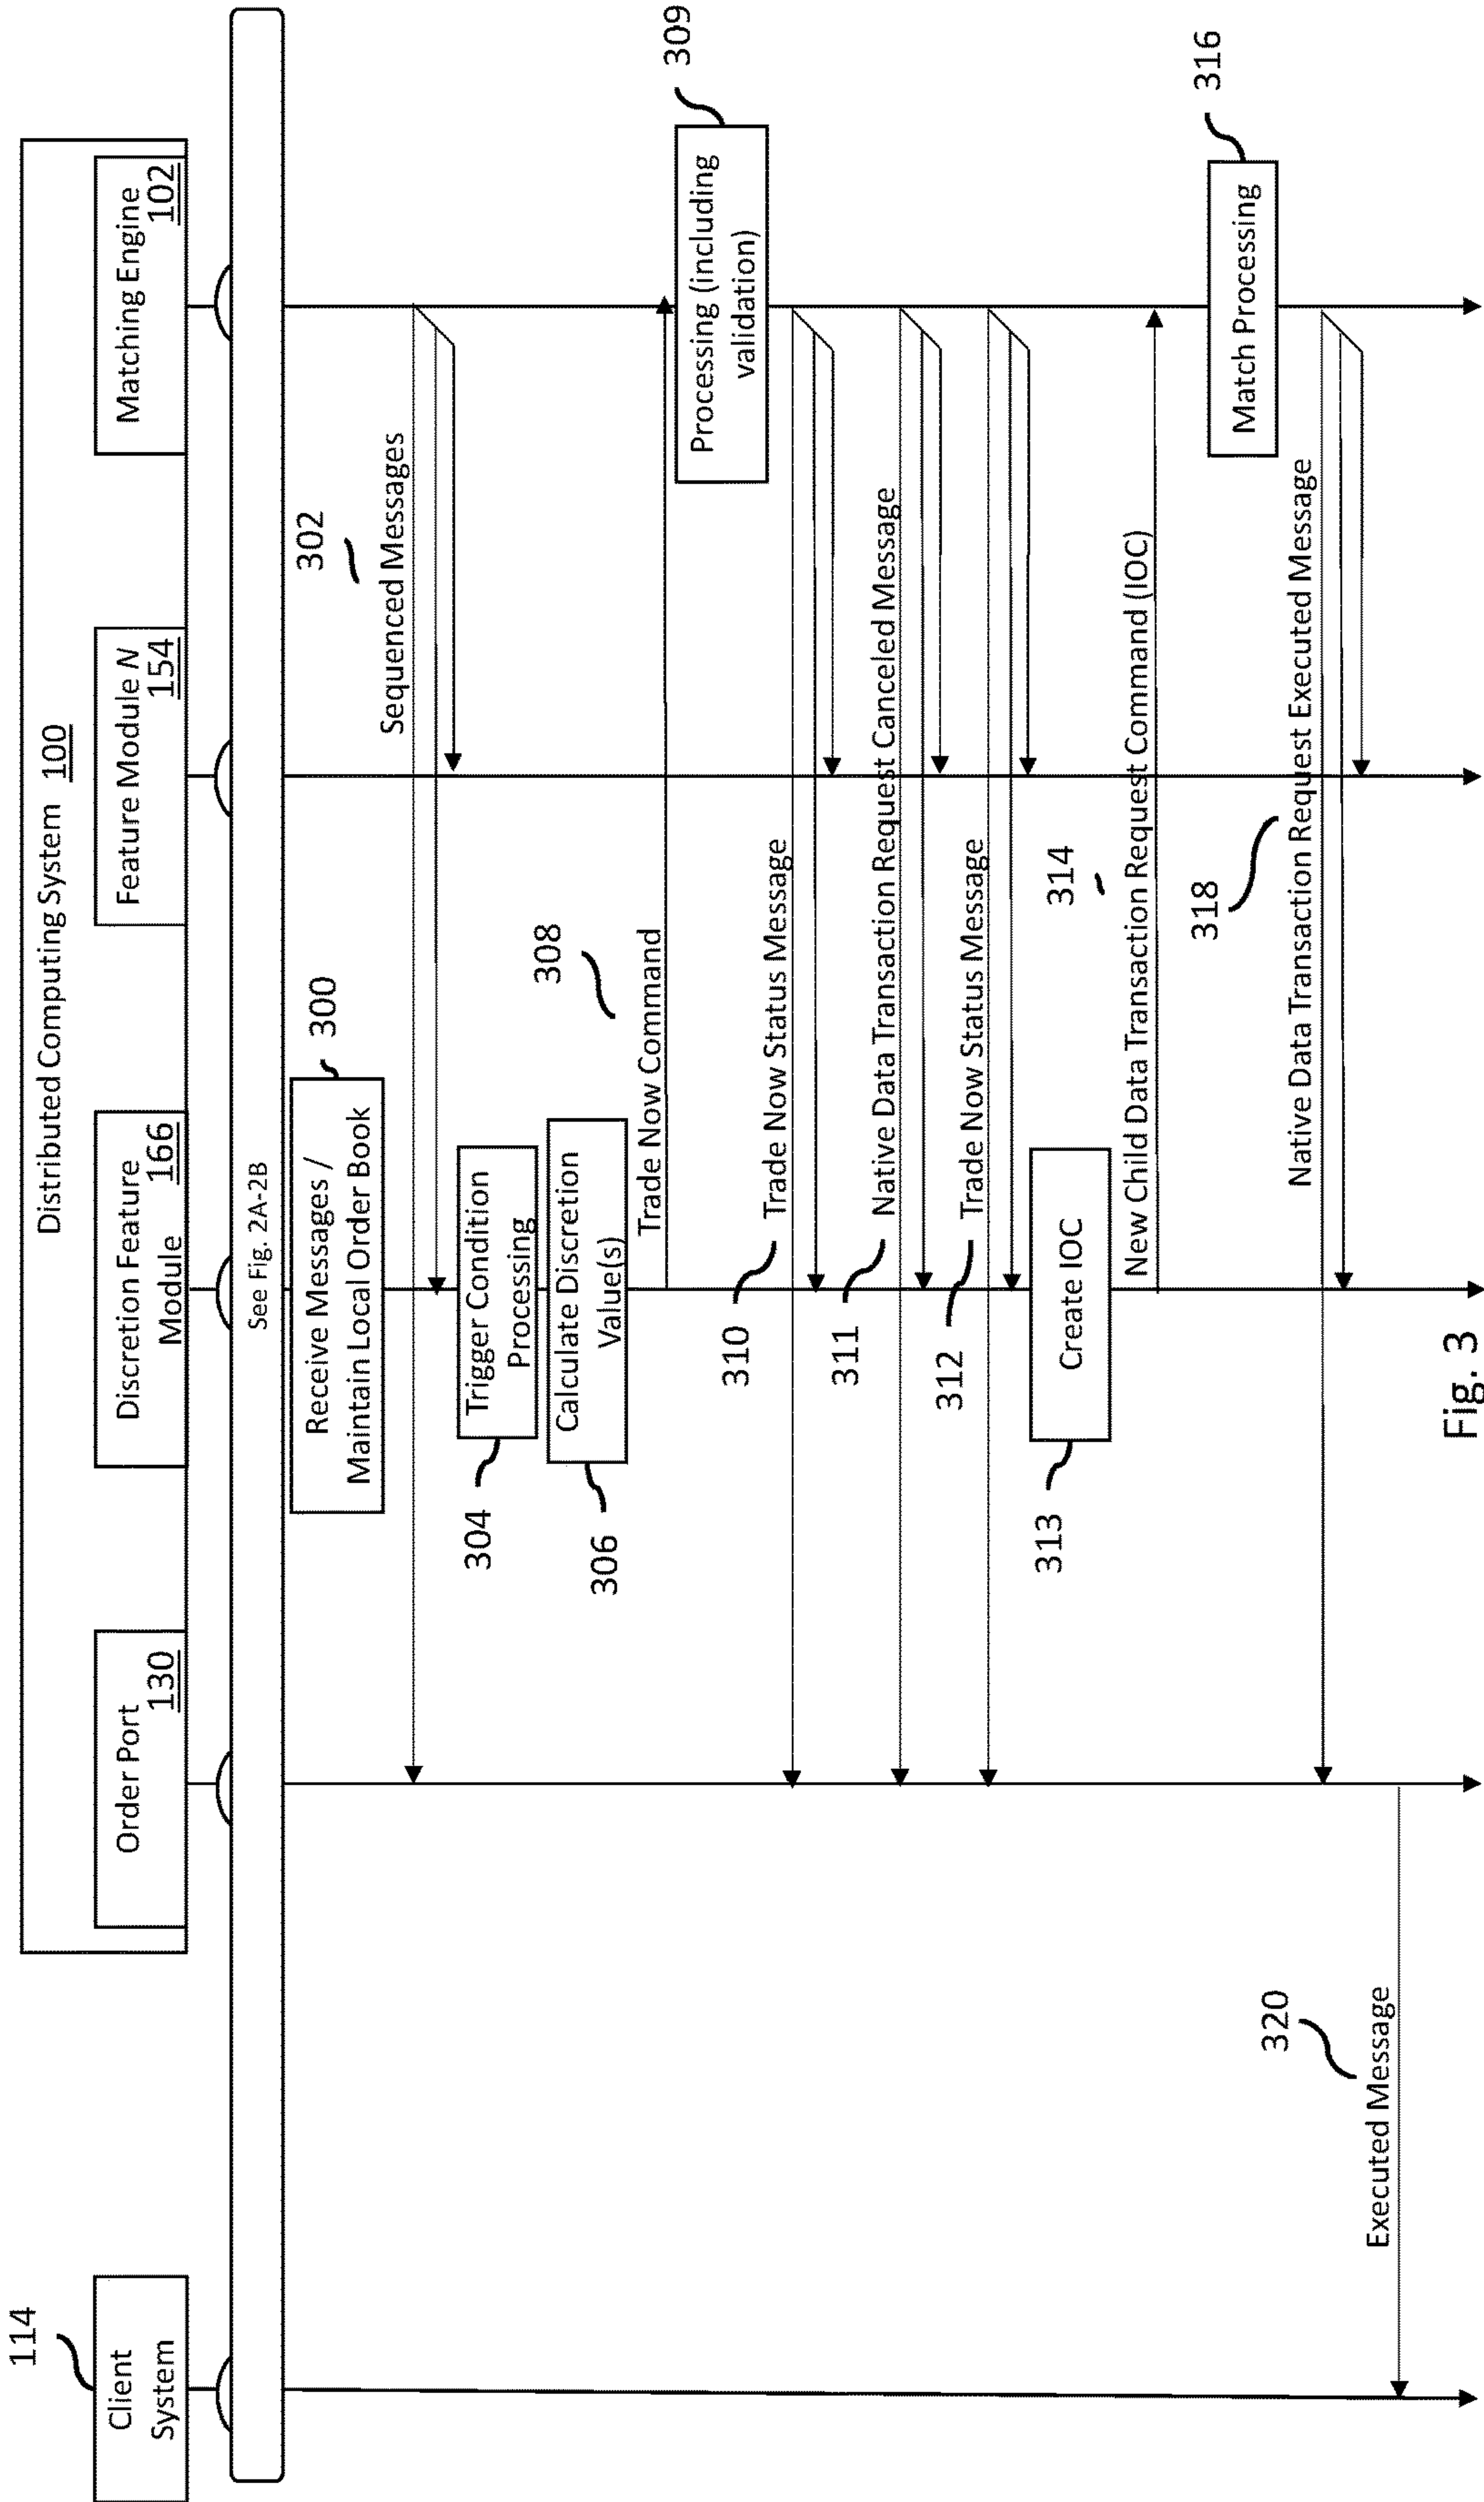 114
Client
System
Distributed Computing System 100
Order Port
130
Discretion Feature
Module
166
Feature Module N
154
Matching Engine
102
See Fig. 2A-2B
Receive Messages /
Maintain Local Order Book
300
302
Sequenced Messages
Trigger Condition
Processing
304
Calculate Discretion
Value(s)
306
308
Trade Now Command
Processing (including
validation)
309
310
Trade Now Status Message
311
Native Data Transaction Request Canceled Message
312
Trade Now Status Message
Create IOC
313
314
New Child Data Transaction Request Command (IOC)
Match Processing
316
318
Native Data Transaction Request Executed Message
320
Executed Message
Fig. 3